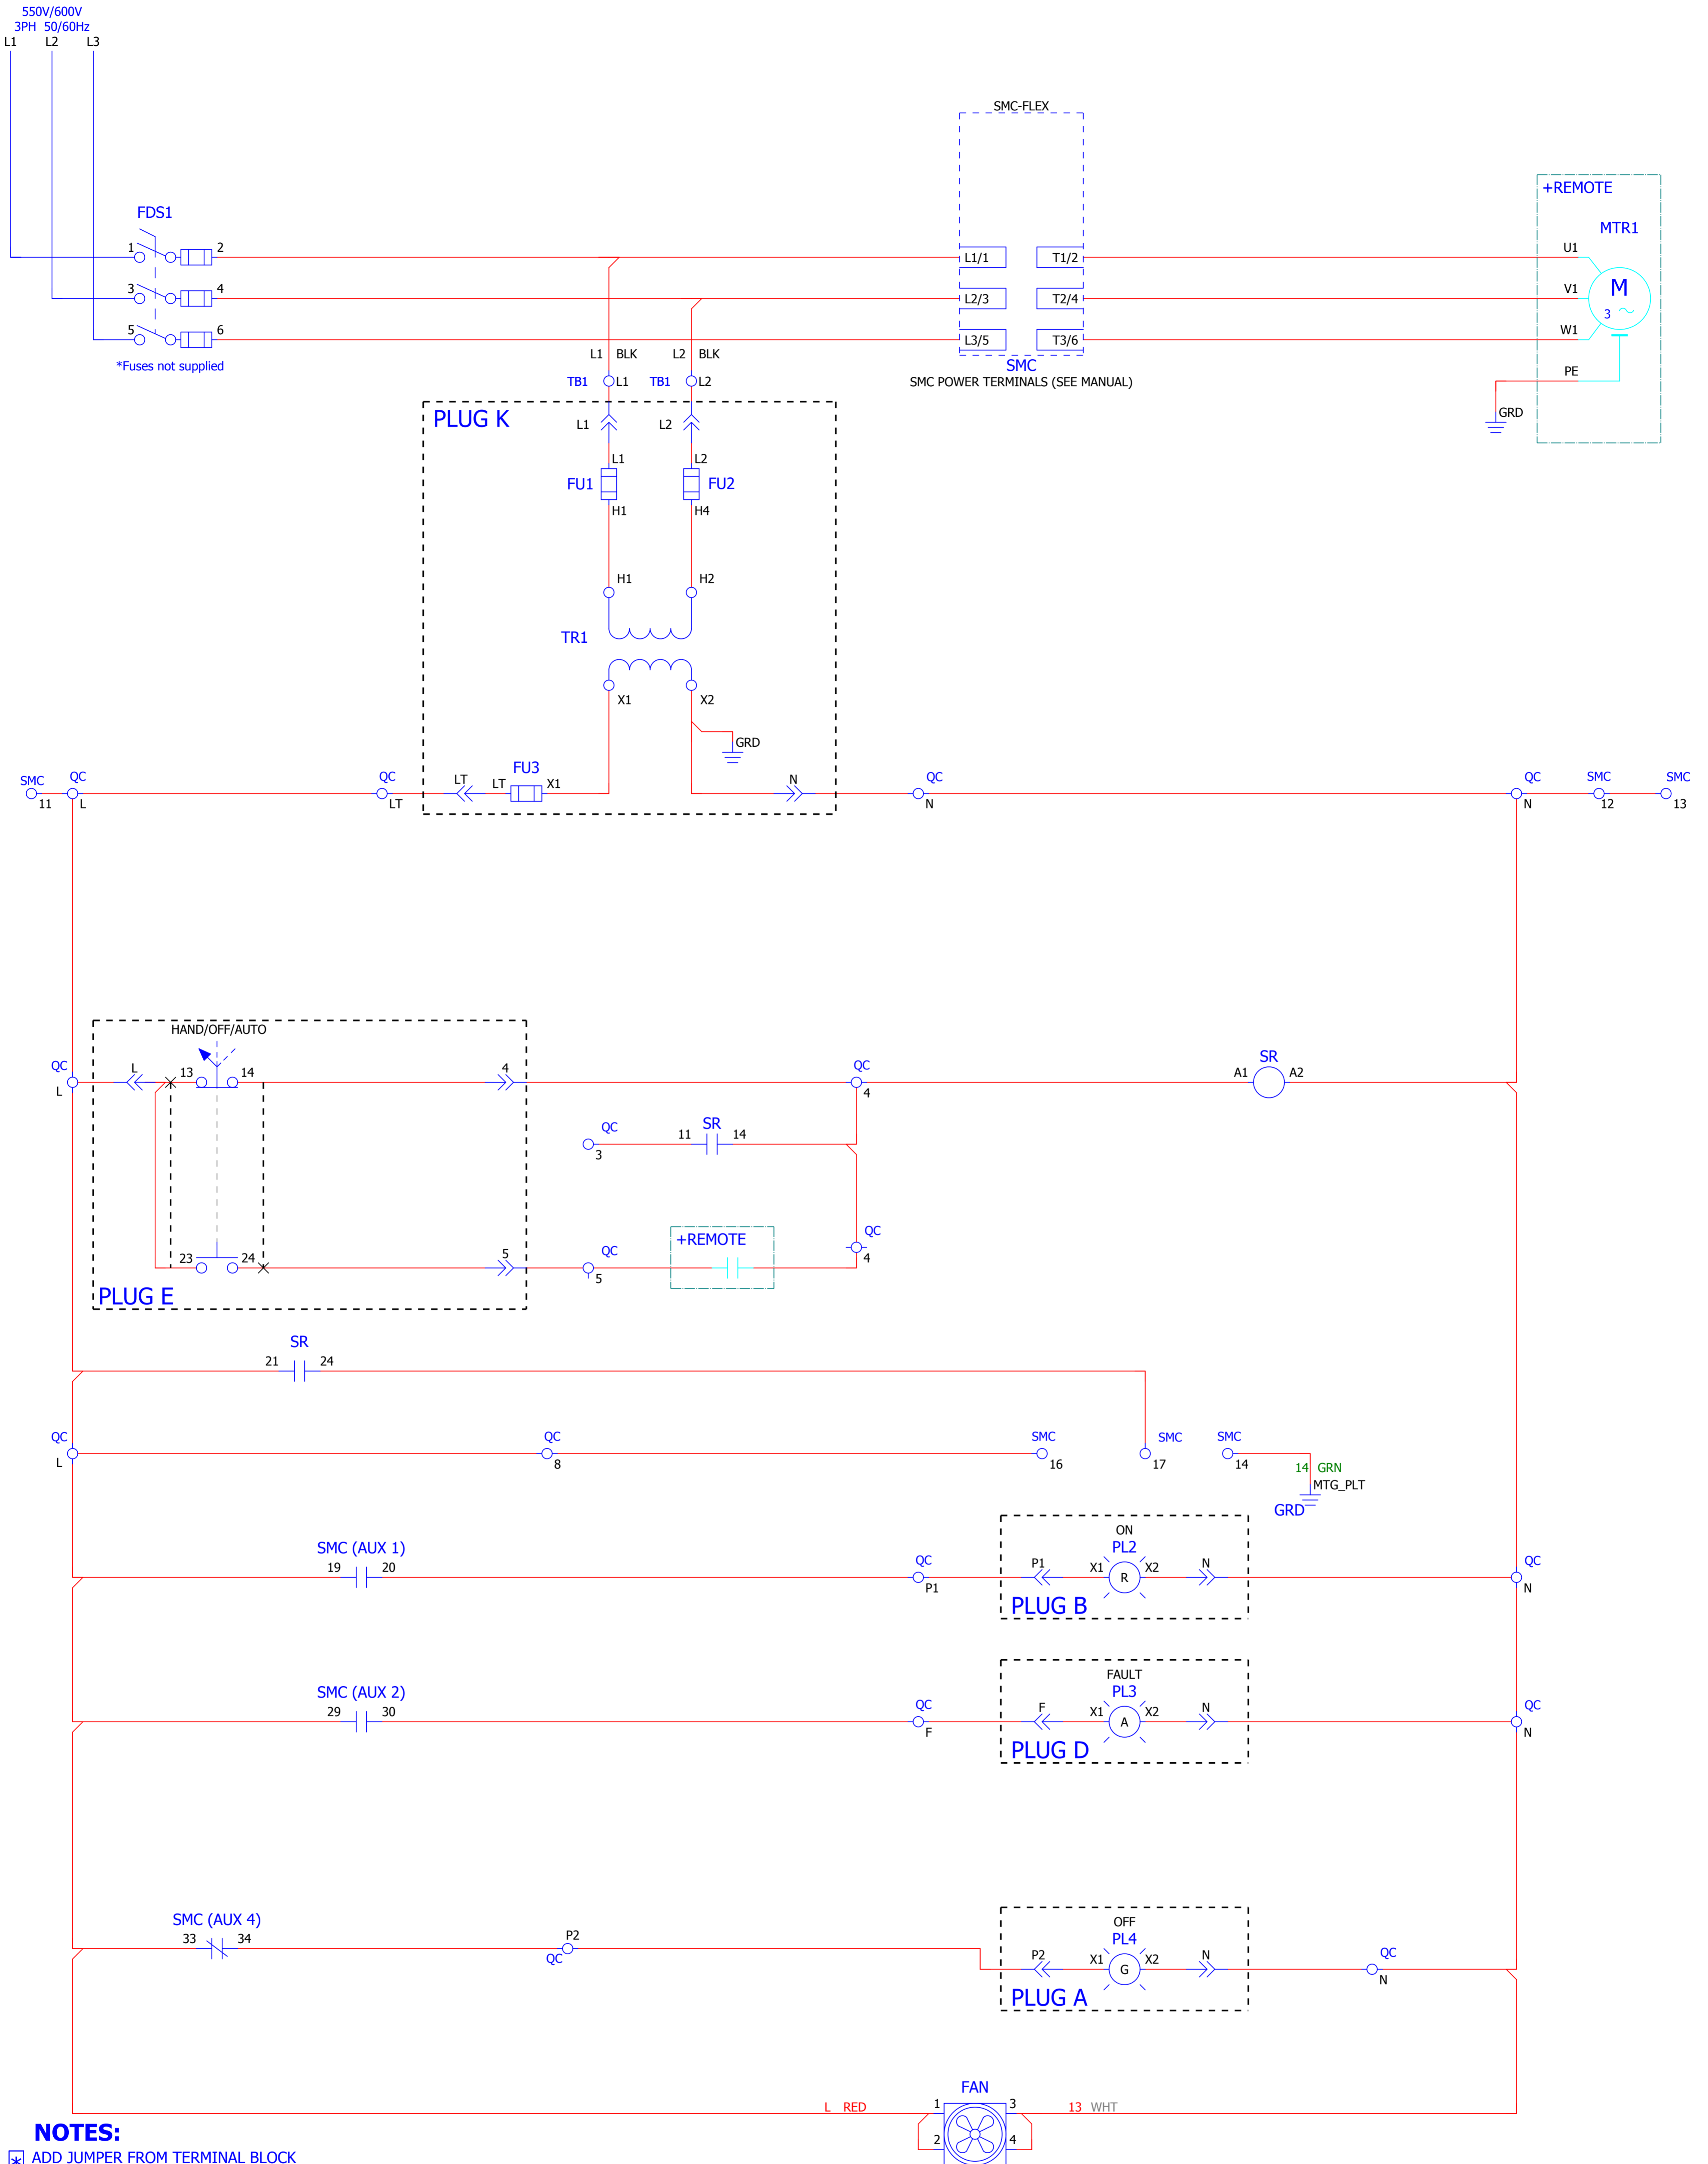 550V/600V
3PH 50/60Hz
L1 L2 L3
SMC-FLEX
+REMOTE
MTR1
FDS1
1 2 L1/1 T1/2 U1
3 4 L2/3 T2/4 V1
M
3
5 6 L3/5 T3/6 W1
*Fuses not supplied
L1 BLK L2 BLK
SMC
SMC POWER TERMINALS (SEE MANUAL)
PE
TB1 L1 TB1 L2
GRD
PLUG K
L1 L2
L1 L2
FU1 FU2
H1 H4
H1 H2
TR1
X1 X2
GRD
SMC QC QC LT LT FU3 X1 N QC QC SMC SMC
11 L LT N N 12 13
HAND/OFF/AUTO
QC L 13 14 4 SR
A1 A2
L 4
QC 11 SR 14
3
QC
+REMOTE
4
23 24 5 QC
5
PLUG E
SR
21 24
QC QC SMC SMC SMC
L 8 16 17 14
14 GRN
MTG_PLT
GRD
ON
SMC (AUX 1) PL2
19 20 QC P1 X1 R X2 N QC
P1 N
PLUG B
FAULT
SMC (AUX 2) PL3
29 30 QC F X1 A X2 N QC
F N
PLUG D
OFF
SMC (AUX 4) PL4
33 34 P2
QC
P2 X1 G X2 N QC
N
PLUG A
FAN
L RED 1 3 13 WHT
2 4
NOTES:
* ADD JUMPER FROM TERMINAL BLOCK